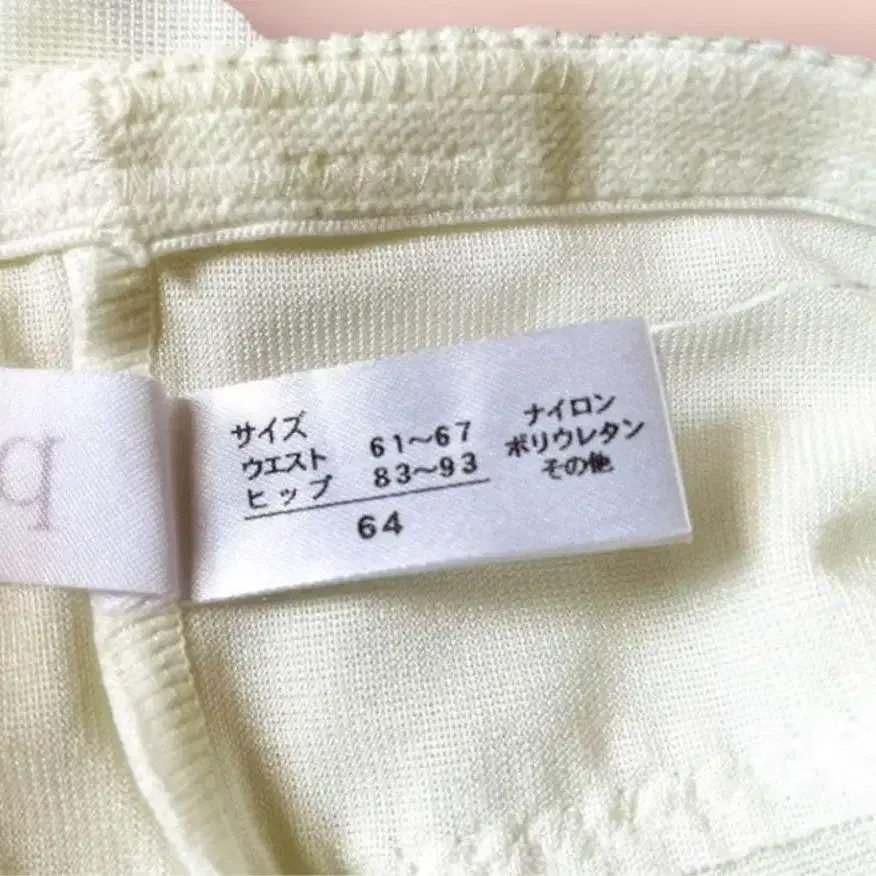 サイズ
ウエスト 61～67
ヒップ 83～93
64
ナイロン
ポリウレタン
その他